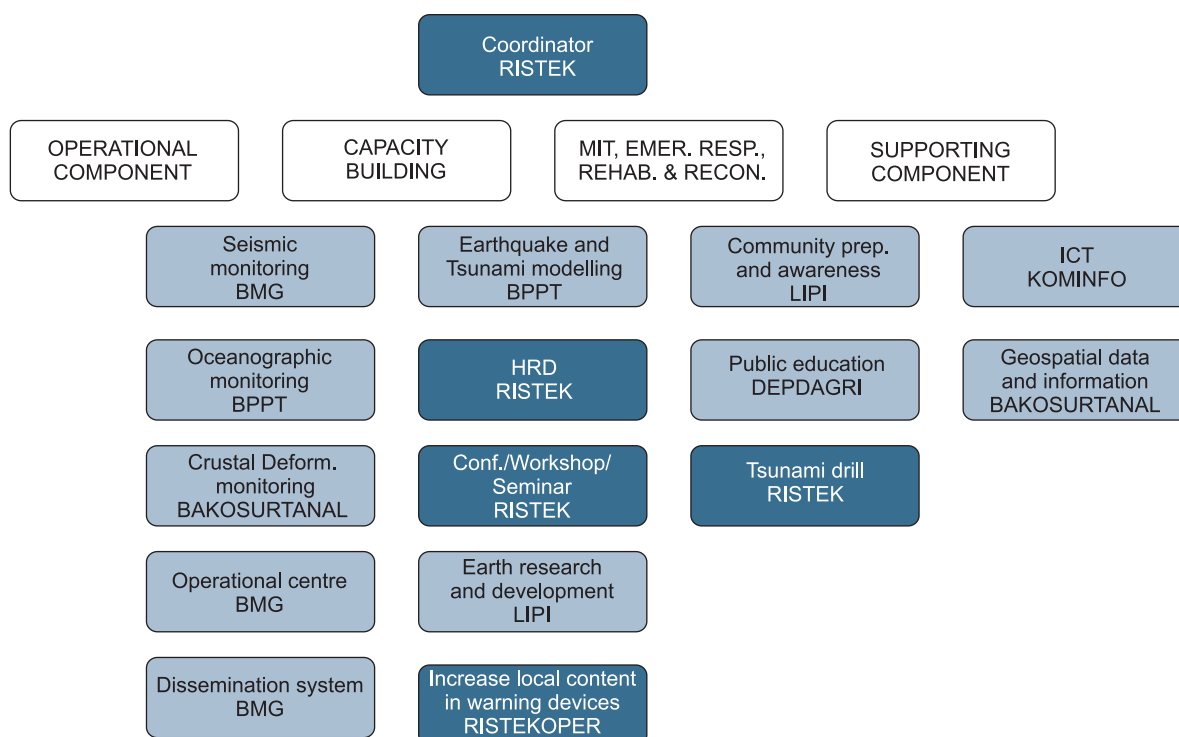 Coordinator
RISTEK
OPERATIONAL
COMPONENT
CAPACITY
BUILDING
MIT, EMER. RESP.,
REHAB. & RECON.
SUPPORTING
COMPONENT
Seismic
monitoring
BMG
Earthquake and
Tsunami modelling
BPPT
Community prep.
and awareness
LIPI
ICT
KOMINFO
Oceanographic
monitoring
BPPT
HRD
RISTEK
Public education
DEPDAGRI
Geospatial data
and information
BAKOSURTANAL
Crustal Deform.
monitoring
BAKOSURTANAL
Conf./Workshop/
Seminar
RISTEK
Tsunami drill
RISTEK
Operational centre
BMG
Earth research
and development
LIPI
Dissemination system
BMG
Increase local content
in warning devices
RISTEKOPER